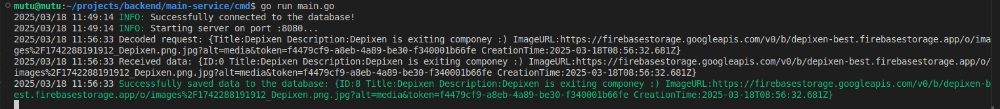 mutu@mutu:~/projects/backend/main-service/cmd$ go run main.go
2025/03/18 11:49:14 INFO: Successfully connected to the database!
2025/03/18 11:49:14 INFO: Starting server on port :8080...
2025/03/18 11:56:33 Decoded request: {Title:Depixen Description:Depixen is exiting componey :) ImageURL:https://firebasestorage.googleapis.com/v0/b/depixen-best.firebasestorage.app/o/ima
ges%2F1742288191912_Depixen.png.jpg?alt=media&token=f4479cf9-a8eb-4a89-be30-f340001b66fe CreationTime:2025-03-18T08:56:32.681Z}
2025/03/18 11:56:33 Received data: {ID:0 Title:Depixen Description:Depixen is exiting componey :) ImageURL:https://firebasestorage.googleapis.com/v0/b/depixen-best.firebasestorage.app/o/
images%2F1742288191912_Depixen.png.jpg?alt=media&token=f4479cf9-a8eb-4a89-be30-f340001b66fe CreationTime:2025-03-18T08:56:32.681Z}
2025/03/18 11:56:33 Successfully saved data to the database: {ID:8 Title:Depixen Description:Depixen is exiting componey :) ImageURL:https://firebasestorage.googleapis.com/v0/b/depixen-b
est.firebasestorage.app/o/images%2F1742288191912_Depixen.png.jpg?alt=media&token=f4479cf9-a8eb-4a89-be30-f340001b66fe CreationTime:2025-03-18T08:56:32.681Z}